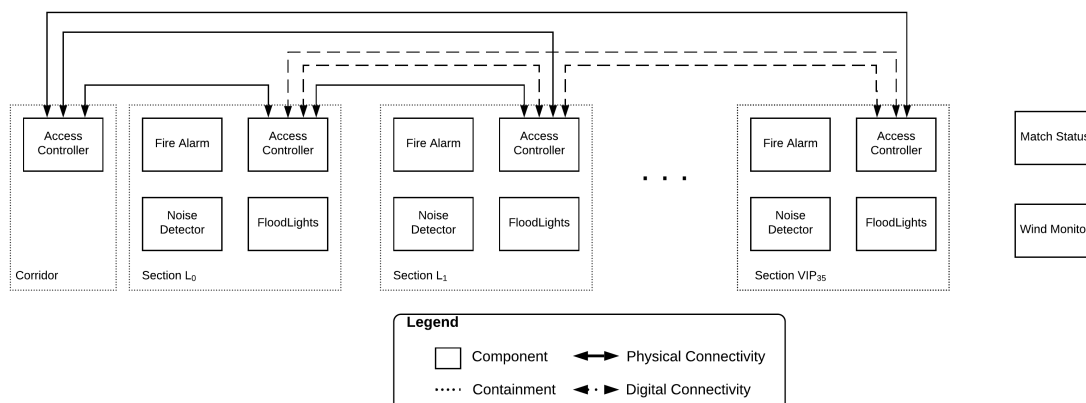 Access Controller
Fire Alarm
Access Controller
Fire Alarm
Access Controller
Fire Alarm
Access Controller
Match Status
. . .
Noise Detector
FloodLights
Noise Detector
FloodLights
Noise Detector
FloodLights
Wind Monito
Corridor
Section L₀
Section L₁
Section VIP₃₅
Legend
Component
Physical Connectivity
Containment
Digital Connectivity